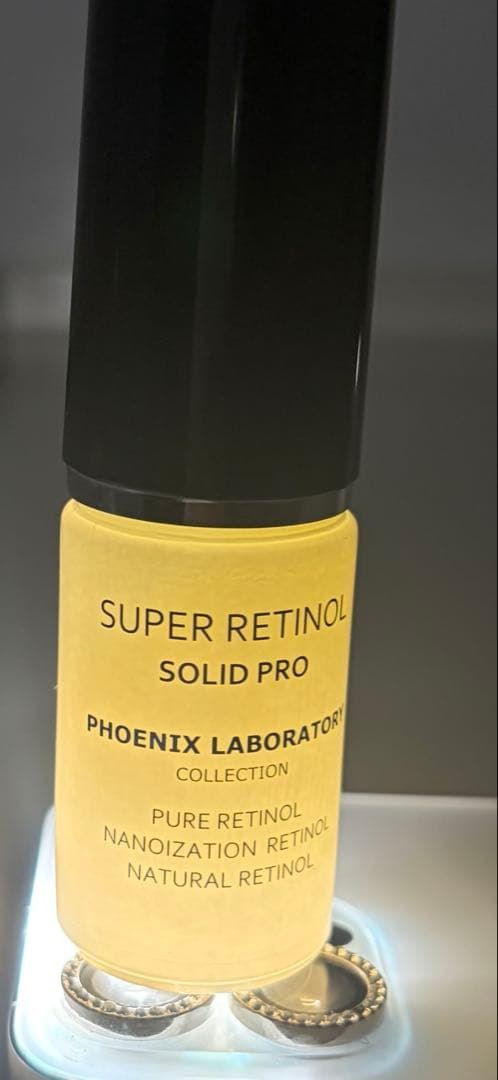 SUPER RETINOL
SOLID PRO
PHOENIX LABORATORY
COLLECTION
PURE RETINOL
NANOIZATION RETINOL
NATURAL RETINOL